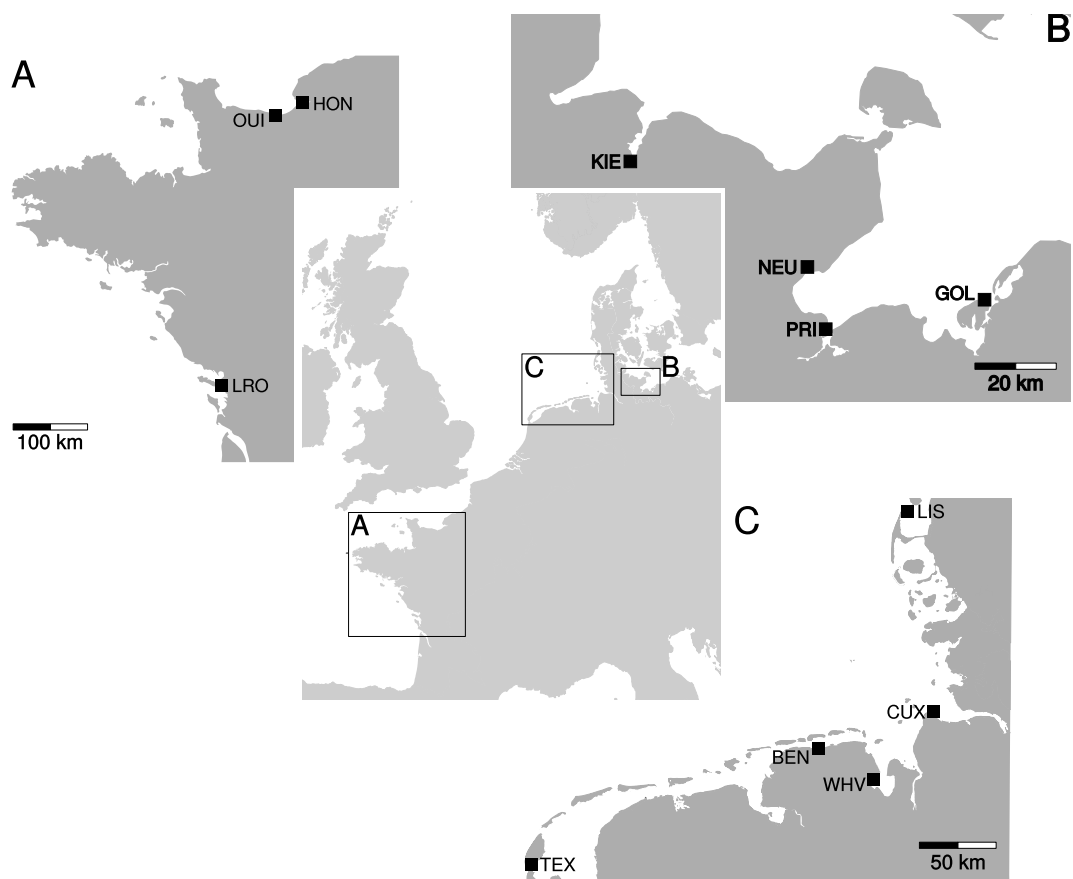 A
HON
OUI
LRO
100 km
B
KIE
NEU
GOL
PRI
20 km
C
B
A
C
LIS
CUX
BEN
WHV
TEX
50 km